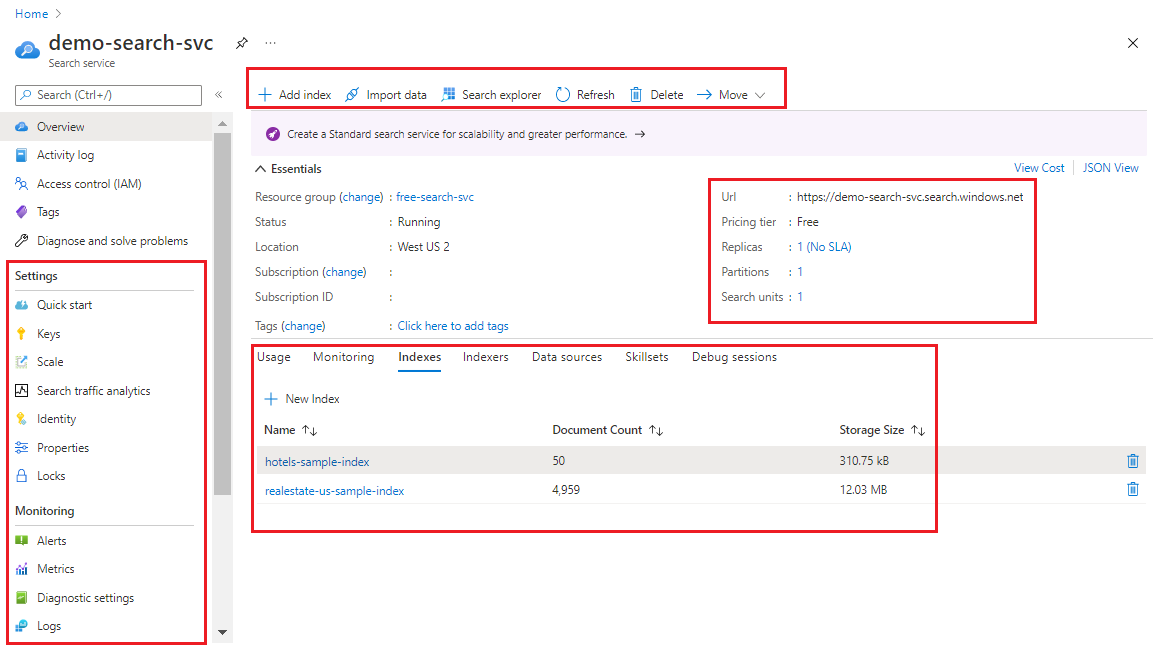 Home
demo-search-svc
Search service
Search (Ctrl+/)
Overview
Activity log
Access control (IAM)
Tags
Diagnose and solve problems
Settings
Quick start
Keys
Scale
Search traffic analytics
Identity
Properties
Locks
Monitoring
Alerts
Metrics
Diagnostic settings
Logs
Add index Import data Search explorer Refresh Delete Move
Create a Standard search service for scalability and greater performance.
Essentials
View Cost JSON View
Resource group (change) : free-search-svc
Status : Running
Location : West US 2
Subscription (change) :
Subscription ID :
Tags (change) : Click here to add tags
Url : https://demo-search-svc.search.windows.net
Pricing tier : Free
Replicas : 1 (No SLA)
Partitions : 1
Search units : 1
Usage Monitoring Indexes Indexers Data sources Skillsets Debug sessions
New Index
Name Document Count Storage Size
hotels-sample-index 50 310.75 kB
realestate-us-sample-index 4,959 12.03 MB